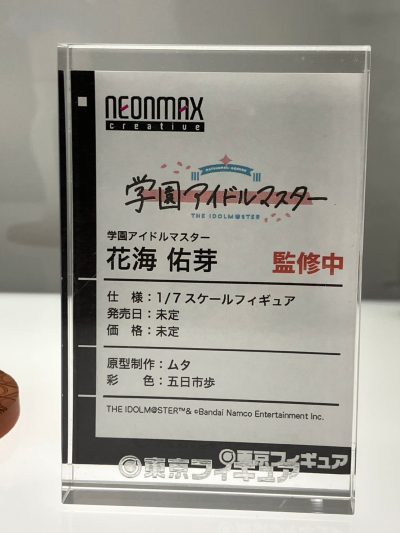 NEONMAX
creative
学園アイドルマスター
THE IDOLM@STER
学園アイドルマスター
花海 佑芽 監修中
仕 様：1/7スケールフィギュア
発売日：未定
価 格：未定
原型制作：ムタ
彩 色：五日市歩
THE IDOLM@STER™& ©Bandai Namco Entertainment Inc.
東京フィギュア
東京フィギュア